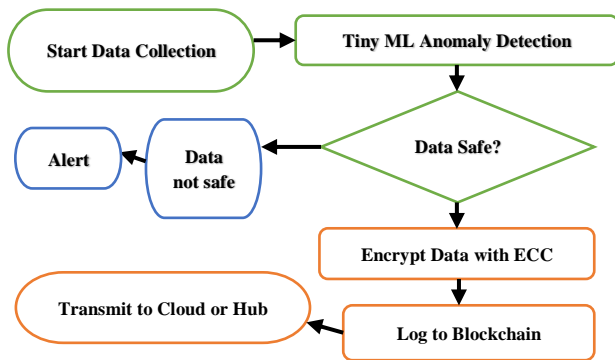 Start Data Collection
Tiny ML Anomaly Detection
Data Safe?
Data
not safe
Alert
Encrypt Data with ECC
Log to Blockchain
Transmit to Cloud or Hub